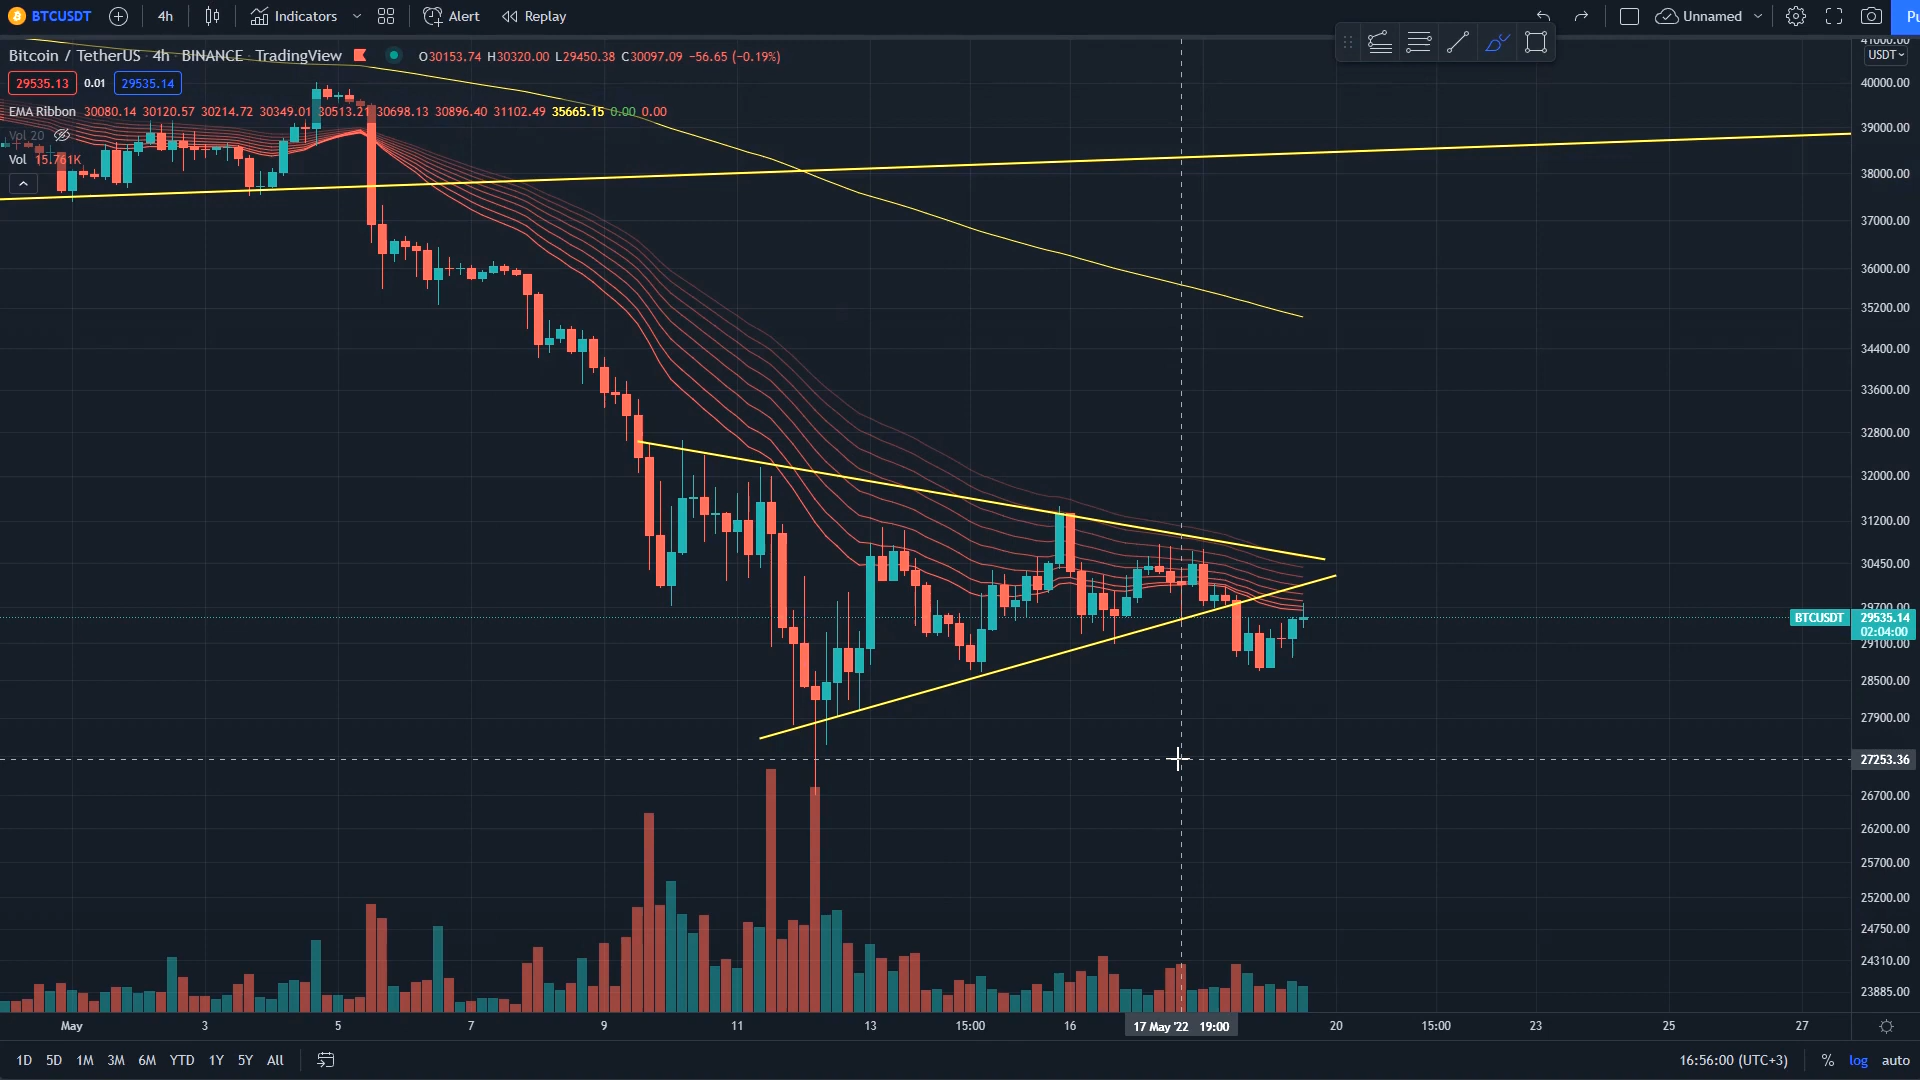 BTCUSDT 4h Indicators Alert Replay Unnamed Pu
Bitcoin / TetherUS · 4h · BINANCE · TradingView O30153.74 H30320.00 L29450.38 C30097.09 −56.65 (−0.19%)
41000.00
USDT
29535.13 0.01 29535.14
EMA Ribbon 30080.14 30120.57 30214.72 30349.01 30513.21 30698.13 30896.40 31102.49 35665.15 0.00 0.00
Vol 20
Vol 15.761K
40000.00
39000.00
38000.00
37000.00
36000.00
35200.00
34400.00
33600.00
32800.00
32000.00
31200.00
30450.00
29700.00
BTCUSDT 29535.14
02:04:00
29100.00
28500.00
27900.00
27253.36
26700.00
26200.00
25700.00
25200.00
24750.00
24310.00
23885.00
May 3 5 7 9 11 13 15:00 16 17 May '22 19:00 20 15:00 23 25 27
1D 5D 1M 3M 6M YTD 1Y 5Y All 16:56:00 (UTC+3) % log auto